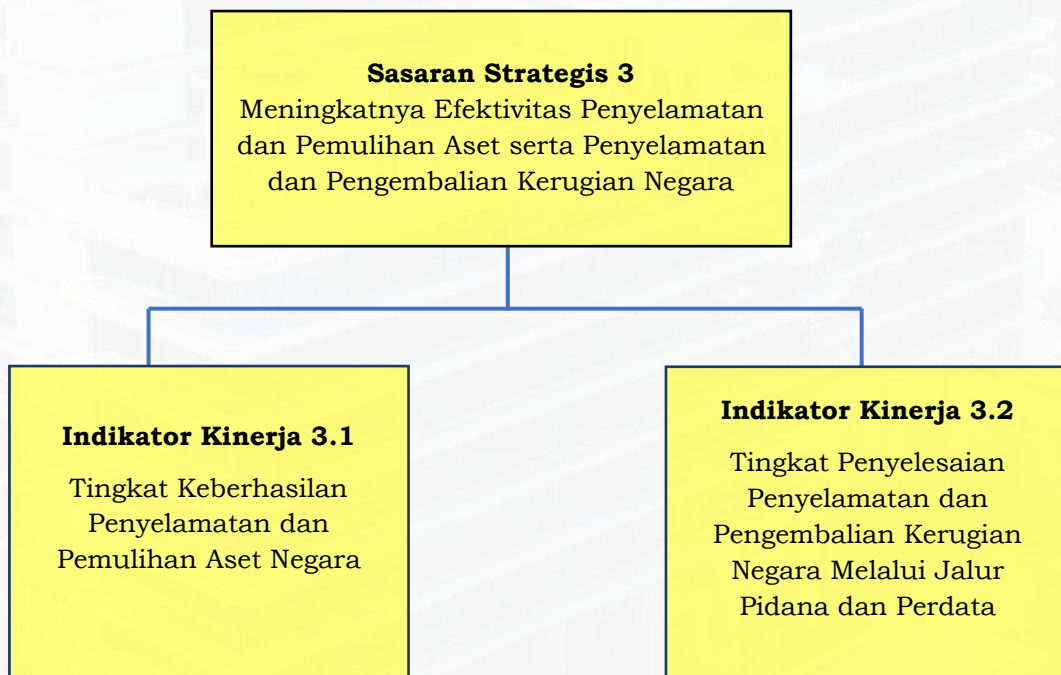 Sasaran Strategis 3
Meningkatnya Efektivitas Penyelamatan
dan Pemulihan Aset serta Penyelamatan
dan Pengembalian Kerugian Negara
Indikator Kinerja 3.1
Tingkat Keberhasilan
Penyelamatan dan
Pemulihan Aset Negara
Indikator Kinerja 3.2
Tingkat Penyelesaian
Penyelamatan dan
Pengembalian Kerugian
Negara Melalui Jalur
Pidana dan Perdata